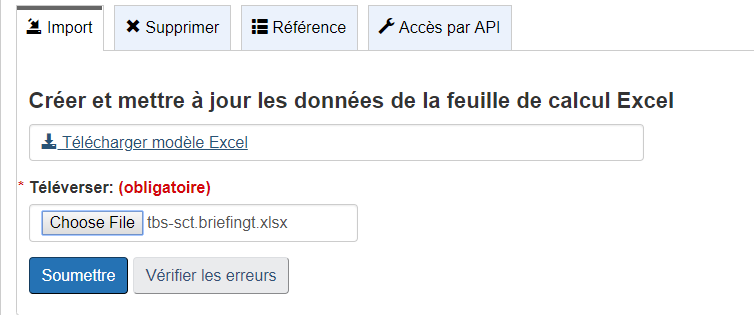 Import Supprimer Référence Accès par API
Créer et mettre à jour les données de la feuille de calcul Excel
Télécharger modèle Excel
* Téléverser: (obligatoire)
Choose File tbs-sct.briefingt.xlsx
Soumettre Vérifier les erreurs